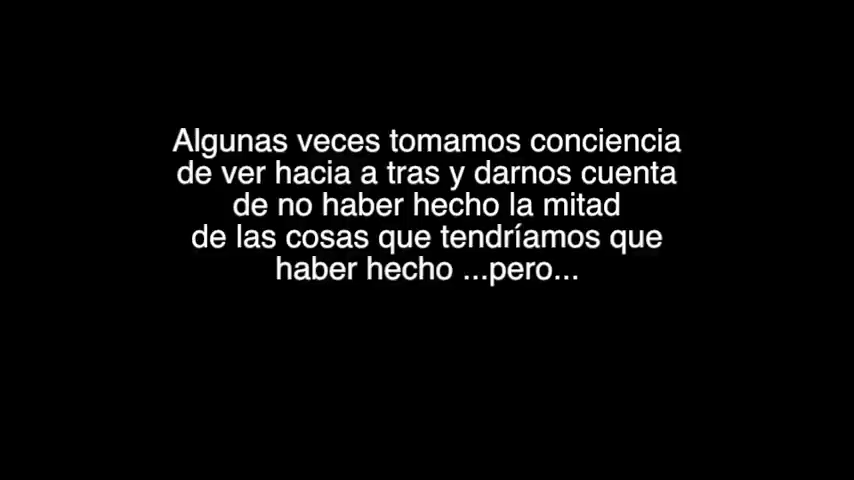 Algunas veces tomamos conciencia
de ver hacia a tras y darnos cuenta
de no haber hecho la mitad
de las cosas que tendríamos que
haber hecho ...pero...